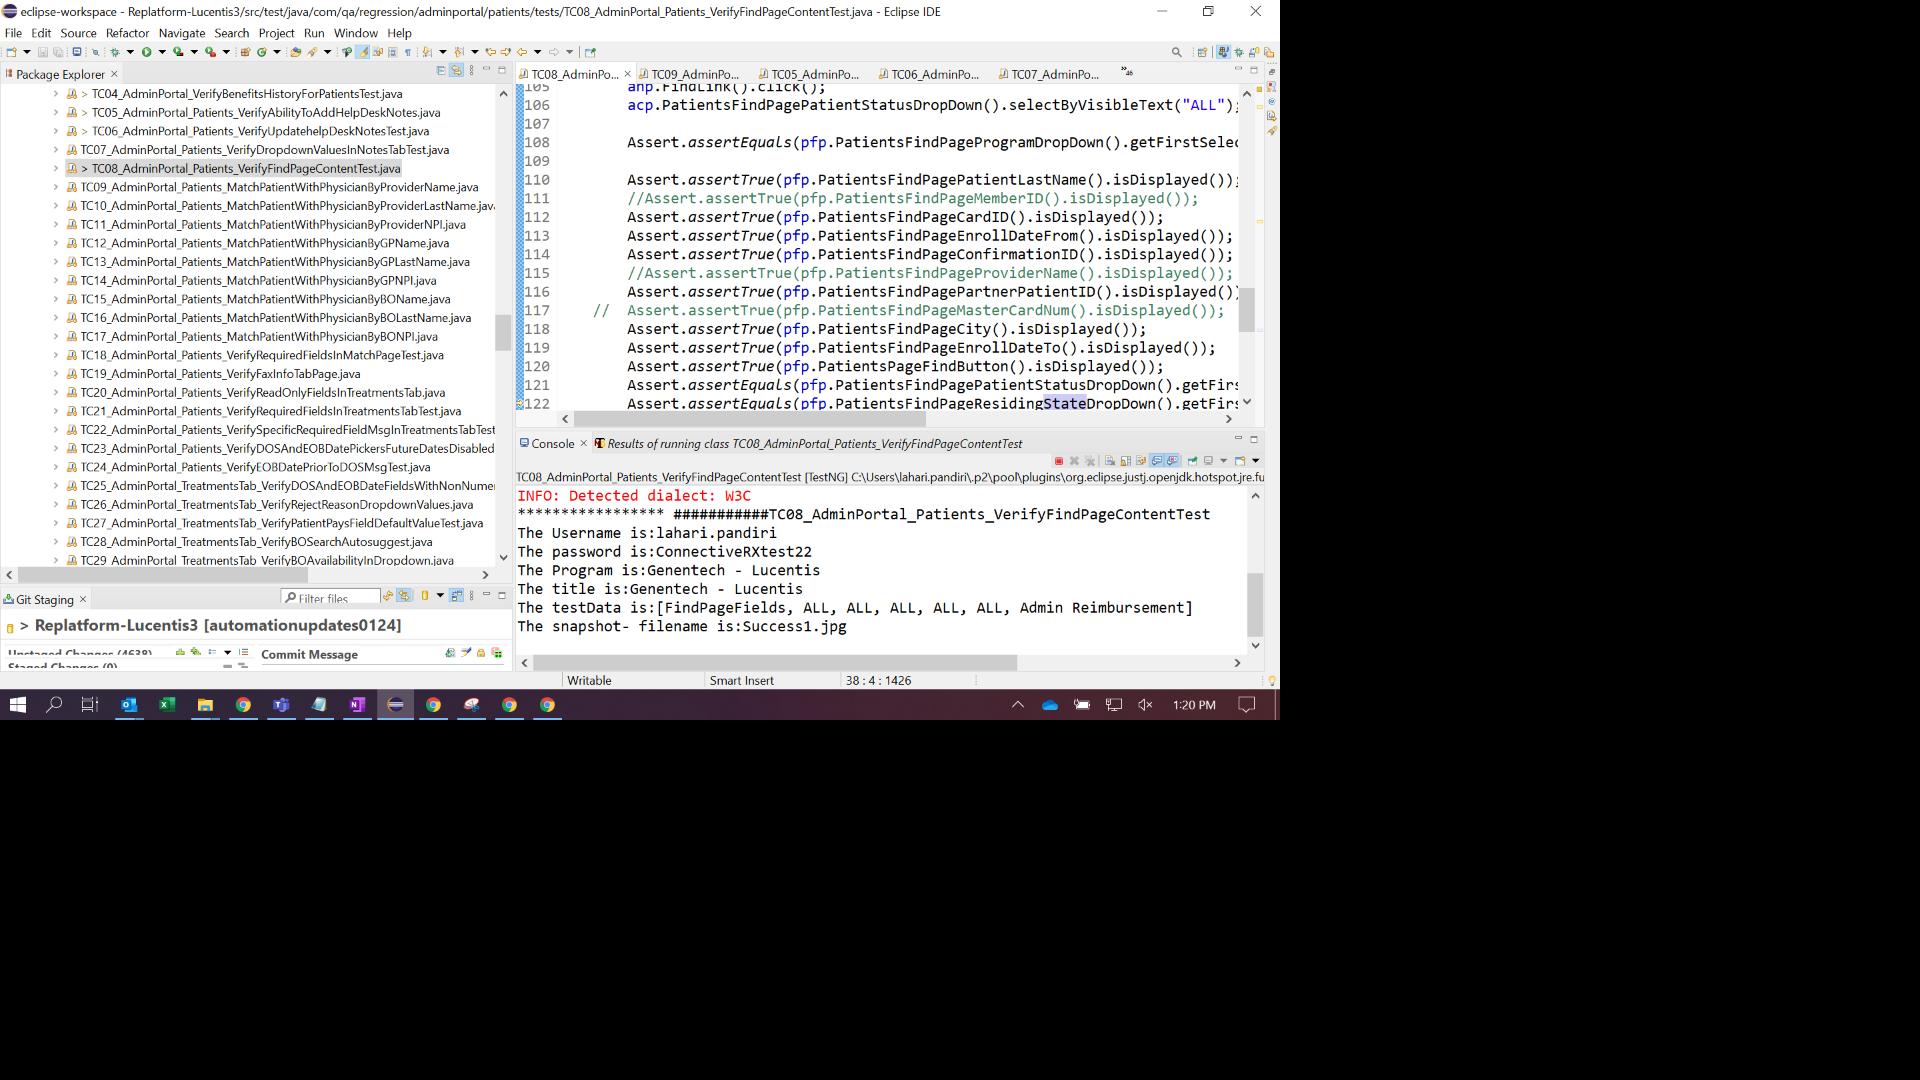 eclipse-workspace - Replatform-Lucentis3/src/test/java/com/qa/regression/adminportal/patients/tests/TC08_AdminPortal_Patients_VerifyFindPageContentTest.java - Eclipse IDE
File Edit Source Refactor Navigate Search Project Run Window Help
Package Explorer
TC04_AdminPortal_VerifyBenefitsHistoryForPatientsTest.java
TC05_AdminPortal_Patients_VerifyAbilityToAddHelpDeskNotes.java
TC06_AdminPortal_Patients_VerifyUpdatehelpDeskNotesTest.java
TC07_AdminPortal_Patients_VerifyDropdownValuesInNotesTabTest.java
TC08_AdminPortal_Patients_VerifyFindPageContentTest.java
TC09_AdminPortal_Patients_MatchPatientWithPhysicianByProviderName.java
TC10_AdminPortal_Patients_MatchPatientWithPhysicianByProviderLastName.java
TC11_AdminPortal_Patients_MatchPatientWithPhysicianByProviderNPI.java
TC12_AdminPortal_Patients_MatchPatientWithPhysicianByGPName.java
TC13_AdminPortal_Patients_MatchPatientWithPhysicianByGPLastName.java
TC14_AdminPortal_Patients_MatchPatientWithPhysicianByGPNPI.java
TC15_AdminPortal_Patients_MatchPatientWithPhysicianByBOName.java
TC16_AdminPortal_Patients_MatchPatientWithPhysicianByBOLastName.java
TC17_AdminPortal_Patients_MatchPatientWithPhysicianByBONPI.java
TC18_AdminPortal_Patients_VerifyRequiredFieldsInMatchPageTest.java
TC19_AdminPortal_Patients_VerifyFaxInfoTabPage.java
TC20_AdminPortal_Patients_VerifyReadOnlyFieldsInTreatmentsTab.java
TC21_AdminPortal_Patients_VerifyRequiredFieldsInTreatmentsTabTest.java
TC22_AdminPortal_Patients_VerifySpecificRequiredFieldMsgInTreatmentsTabTest
TC23_AdminPortal_Patients_VerifyDOSAndEOBDatePickersFutureDatesDisabled
TC24_AdminPortal_Patients_VerifyEOBDatePriorToDOSMsgTest.java
TC25_AdminPortal_Patients_TreatmentsTab_VerifyDOSAndEOBDateFieldsWithNonNumer
TC26_AdminPortal_TreatmentsTab_VerifyRejectReasonDropdownValues.java
TC27_AdminPortal_TreatmentsTab_VerifyPatientPaysFieldDefaultValueTest.java
TC28_AdminPortal_TreatmentsTab_VerifyBOSearchAutosuggest.java
TC29_AdminPortal_TreatmentsTab_VerifyBOAvailabilityInDropdown.java
Git Staging
Filter files
> Replatform-Lucentis3 [automationupdates0124]
Unstaged Changes (4638)
Staged Changes (0)
Commit Message
TC08_AdminPo... TC09_AdminPo... TC05_AdminPo... TC06_AdminPo... TC07_AdminPo... »46
105 ahp.FindLink().click();
106 acp.PatientsFindPagePatientStatusDropDown().selectByVisibleText("ALL");
107
108 Assert.assertEquals(pfp.PatientsFindPageProgramDropDown().getFirstSelec
109
110 Assert.assertTrue(pfp.PatientsFindPagePatientLastName().isDisplayed());
111 //Assert.assertTrue(pfp.PatientsFindPageMemberID().isDisplayed());
112 Assert.assertTrue(pfp.PatientsFindPageCardID().isDisplayed());
113 Assert.assertTrue(pfp.PatientsFindPageEnrollDateFrom().isDisplayed());
114 Assert.assertTrue(pfp.PatientsFindPageConfirmationID().isDisplayed());
115 //Assert.assertTrue(pfp.PatientsFindPageProviderName().isDisplayed());
116 Assert.assertTrue(pfp.PatientsFindPagePartnerPatientID().isDisplayed()
117 // Assert.assertTrue(pfp.PatientsFindPageMasterCardNum().isDisplayed());
118 Assert.assertTrue(pfp.PatientsFindPageCity().isDisplayed());
119 Assert.assertTrue(pfp.PatientsFindPageEnrollDateTo().isDisplayed());
120 Assert.assertTrue(pfp.PatientsPageFindButton().isDisplayed());
121 Assert.assertEquals(pfp.PatientsFindPagePatientStatusDropDown().getFirs
122 Assert.assertEquals(pfp.PatientsFindPageResidingStateDropDown().getFirs
Console Results of running class TC08_AdminPortal_Patients_VerifyFindPageContentTest
TC08_AdminPortal_Patients_VerifyFindPageContentTest [TestNG] C:\Users\lahari.pandiri\.p2\pool\plugins\org.eclipse.justj.openjdk.hotspot.jre.fu
INFO: Detected dialect: W3C
***************** ###########TC08_AdminPortal_Patients_VerifyFindPageContentTest
The Username is:lahari.pandiri
The password is:ConnectiveRXtest22
The Program is:Genentech - Lucentis
The title is:Genentech - Lucentis
The testData is:[FindPageFields, ALL, ALL, ALL, ALL, ALL, Admin Reimbursement]
The snapshot- filename is:Success1.jpg
Writable Smart Insert 38 : 4 : 1426
1:20 PM